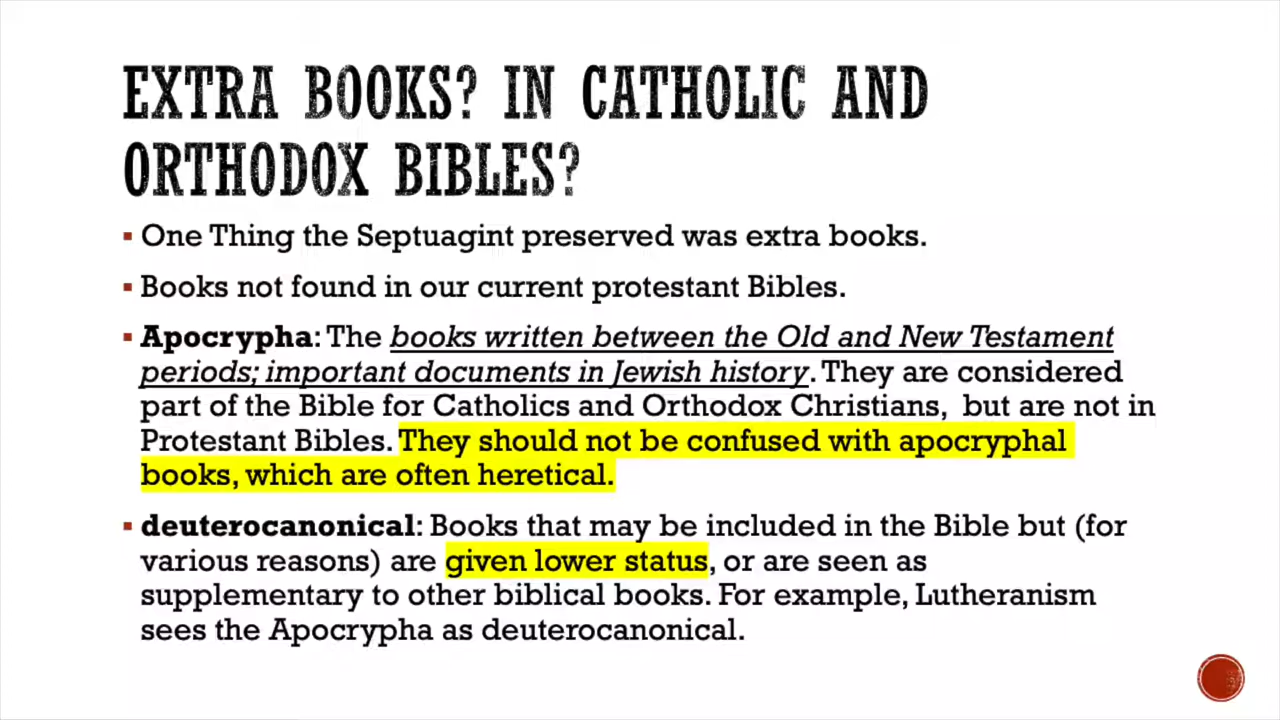 EXTRA BOOKS? IN CATHOLIC AND
ORTHODOX BIBLES?
▪ One Thing the Septuagint preserved was extra books.
▪ Books not found in our current protestant Bibles.
▪ Apocrypha: The books written between the Old and New Testament
periods; important documents in Jewish history. They are considered
part of the Bible for Catholics and Orthodox Christians, but are not in
Protestant Bibles. They should not be confused with apocryphal
books, which are often heretical.
▪ deuterocanonical: Books that may be included in the Bible but (for
various reasons) are given lower status, or are seen as
supplementary to other biblical books. For example, Lutheranism
sees the Apocrypha as deuterocanonical.